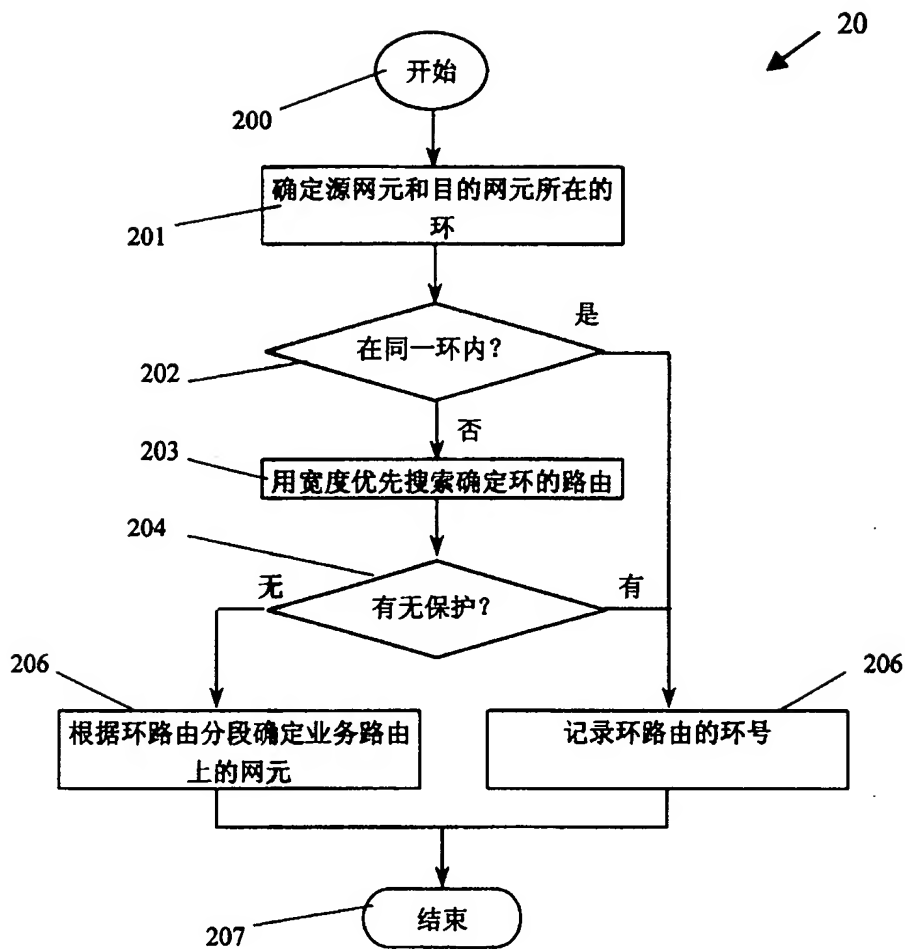 20
开始
200
确定源网元和目的网元所在的
环
201
是
在同一环内？
202
否
203
用宽度优先搜索确定环的路由
204
无
有无保护？
有
206
206
根据环路由分段确定业务路由
上的网元
记录环路由的环号
结束
207